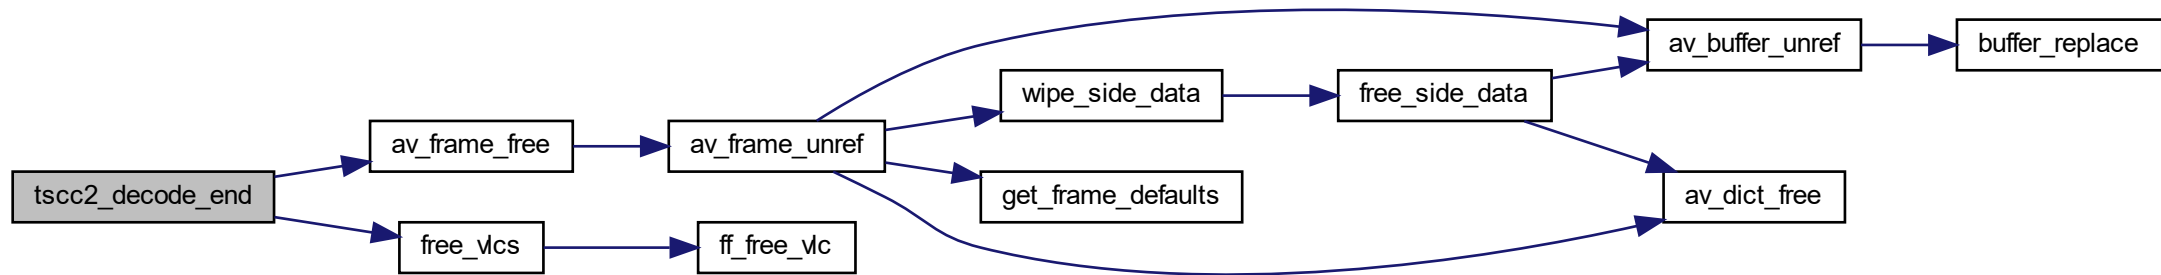 tscc2_decode_end
av_frame_free
free_vlcs
av_frame_unref
ff_free_vlc
wipe_side_data
get_frame_defaults
free_side_data
av_buffer_unref
av_dict_free
buffer_replace